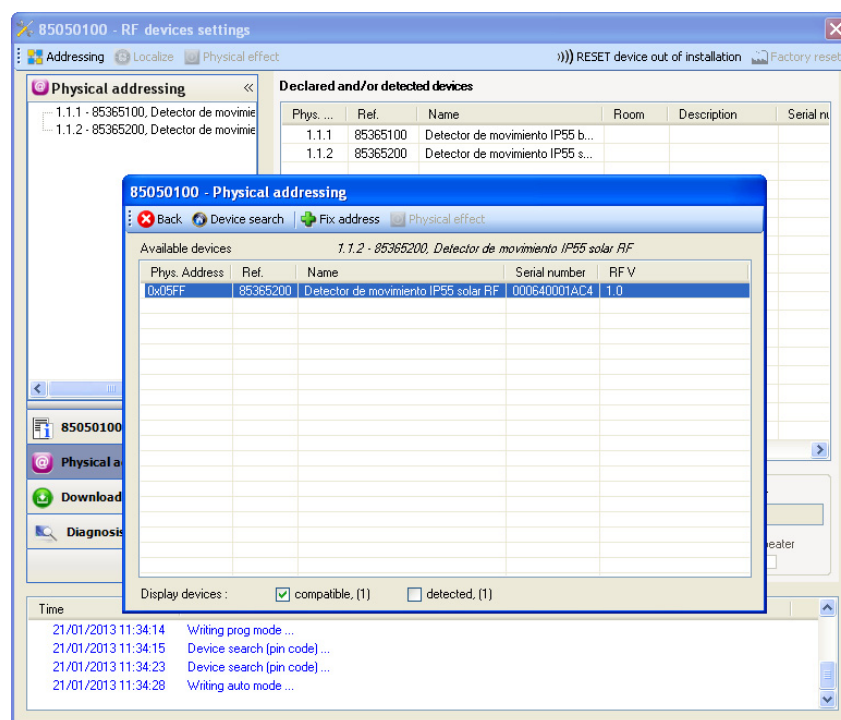 85050100 - RF devices settings
Addressing Localize Physical effect RESET device out of installation Factory reset
Physical addressing
1.1.1 - 85365100, Detector de movimie
1.1.2 - 85365200, Detector de movimie
Declared and/or detected devices
Phys. ... Ref. Name Room Description Serial nu
1.1.1 85365100 Detector de movimiento IP55 b...
1.1.2 85365200 Detector de movimiento IP55 s...
85050100 - Physical addressing
Back Device search Fix address Physical effect
Available devices 1.1.2 - 85365200, Detector de movimiento IP55 solar RF
Phys. Address Ref. Name Serial number RF V
0x05FF 85365200 Detector de movimiento IP55 solar RF 000640001AC4 1.0
Display devices : compatible, (1) detected, (1)
85050100
Physical a
Download
Diagnosis
eater
Time
21/01/2013 11:34:14 Writing prog mode ...
21/01/2013 11:34:15 Device search (pin code) ...
21/01/2013 11:34:23 Device search (pin code) ...
21/01/2013 11:34:28 Writing auto mode ...